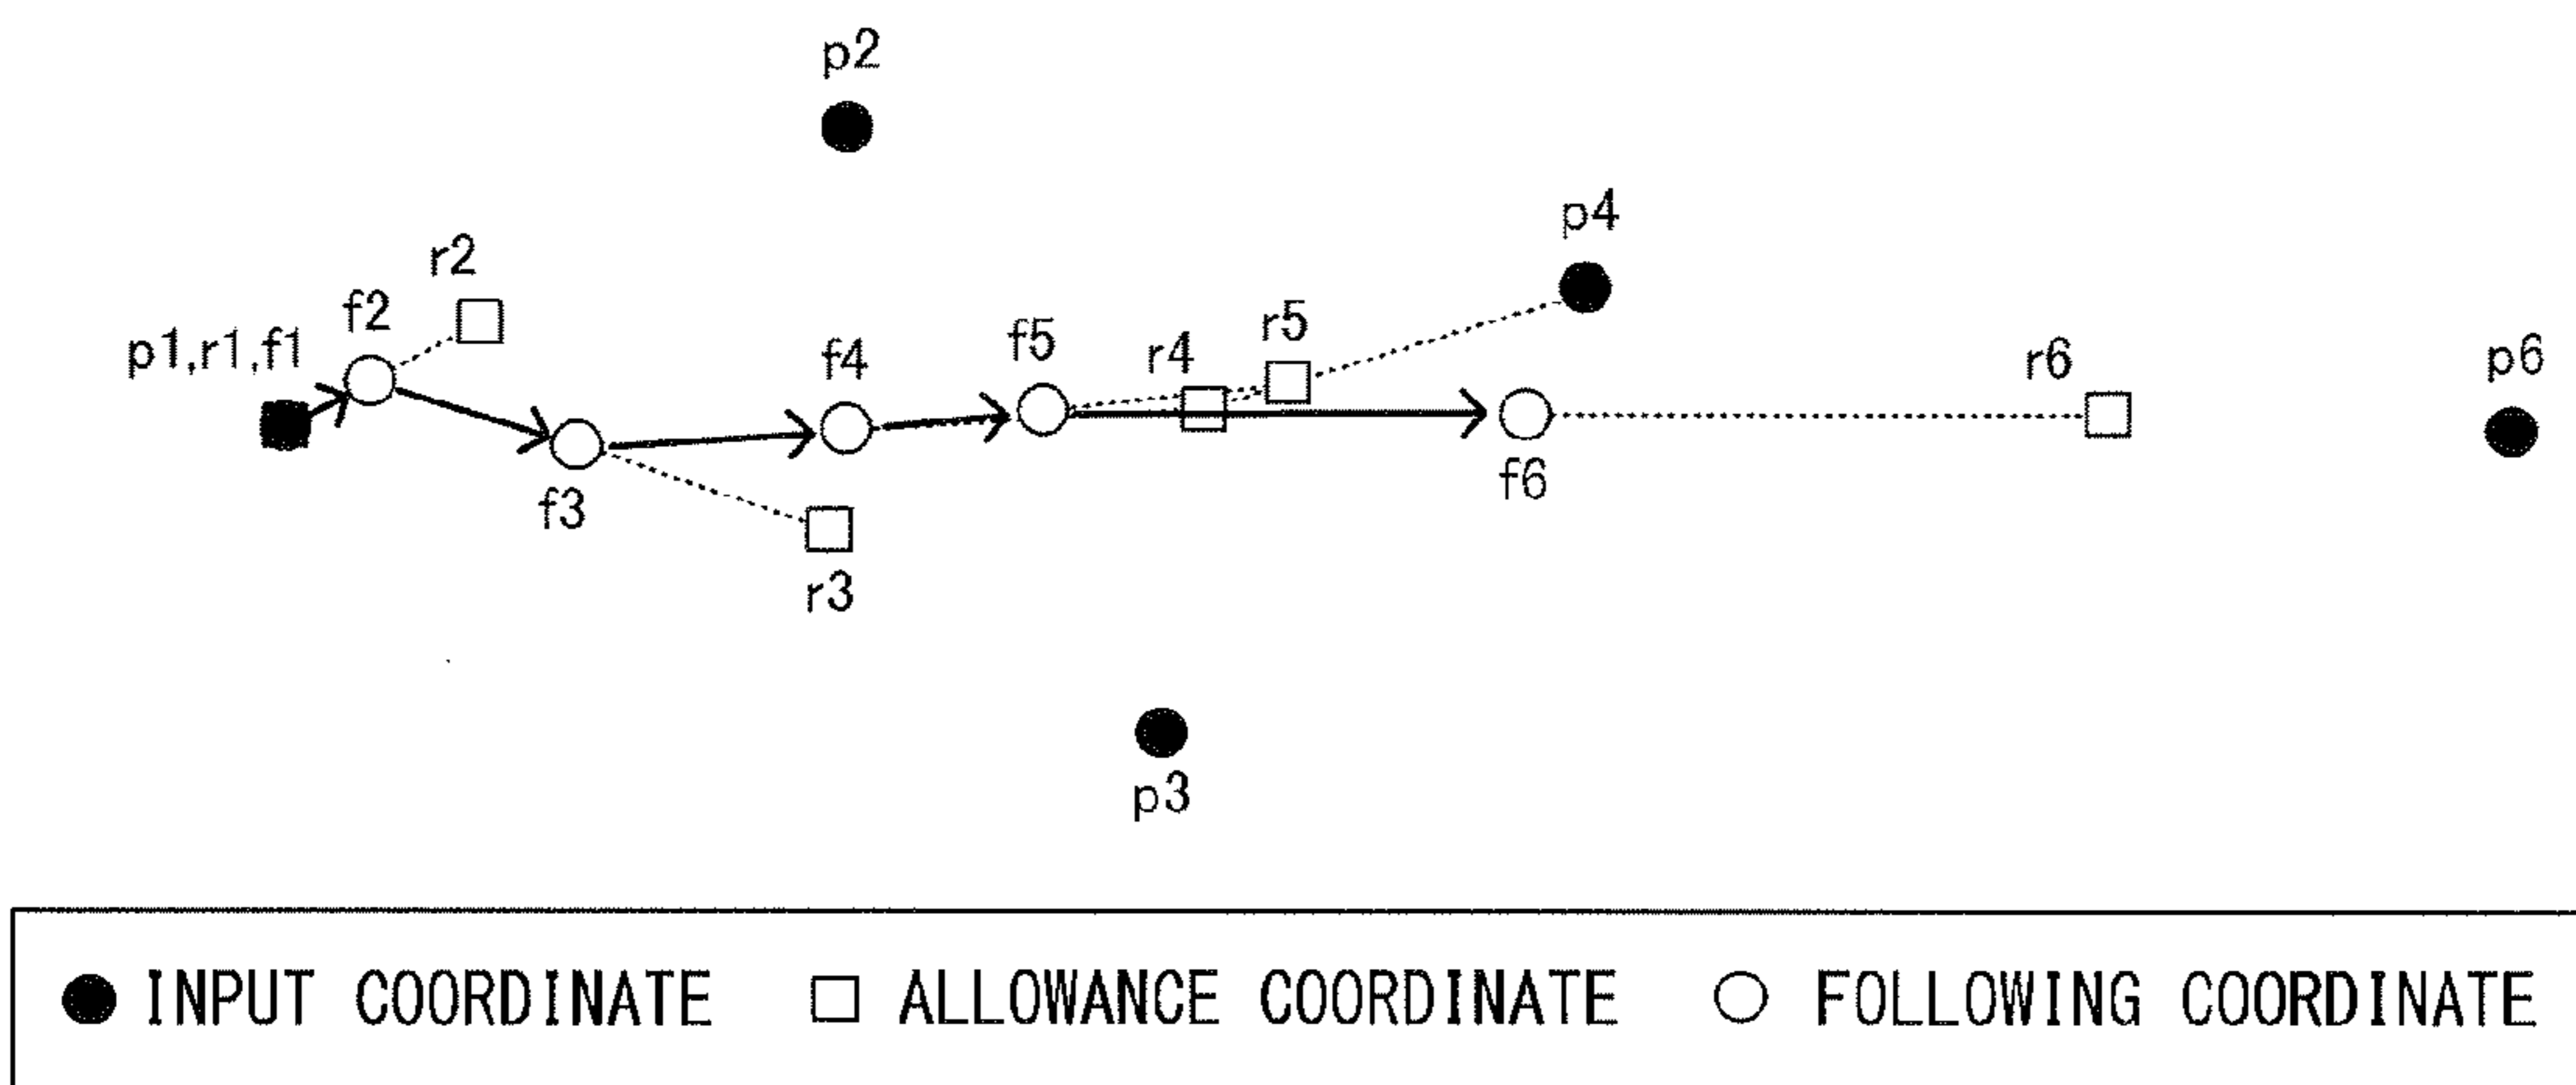 p2
p4
r2
f2
r5
p1,r1,f1
f5
r4
f4
r6
p6
f3
f6
r3
p3
INPUT COORDINATE
ALLOWANCE COORDINATE
FOLLOWING COORDINATE